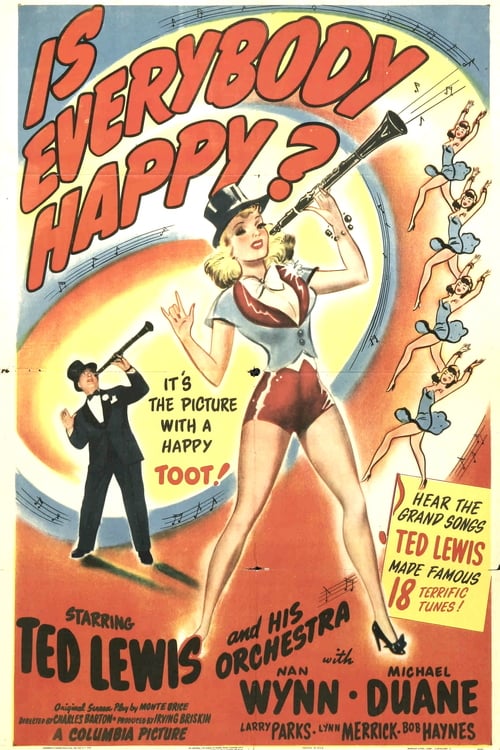 IS
EVERYBODY
HAPPY?
IT'S
THE PICTURE
WITH A
HAPPY
TOOT!
HEAR THE
GRAND SONGS
TED LEWIS
MADE FAMOUS
18 TERRIFIC
TUNES!
STARRING
TED LEWIS
and HIS
ORCHESTRA
with
NAN
WYNN •
MICHAEL
DUANE
LARRY PARKS • LYNN MERRICK • BOB HAYNES
Original Screen Play by MONTE BRICE
DIRECTED BY CHARLES BARTON • PRODUCED BY IRVING BRISKIN
A COLUMBIA PICTURE